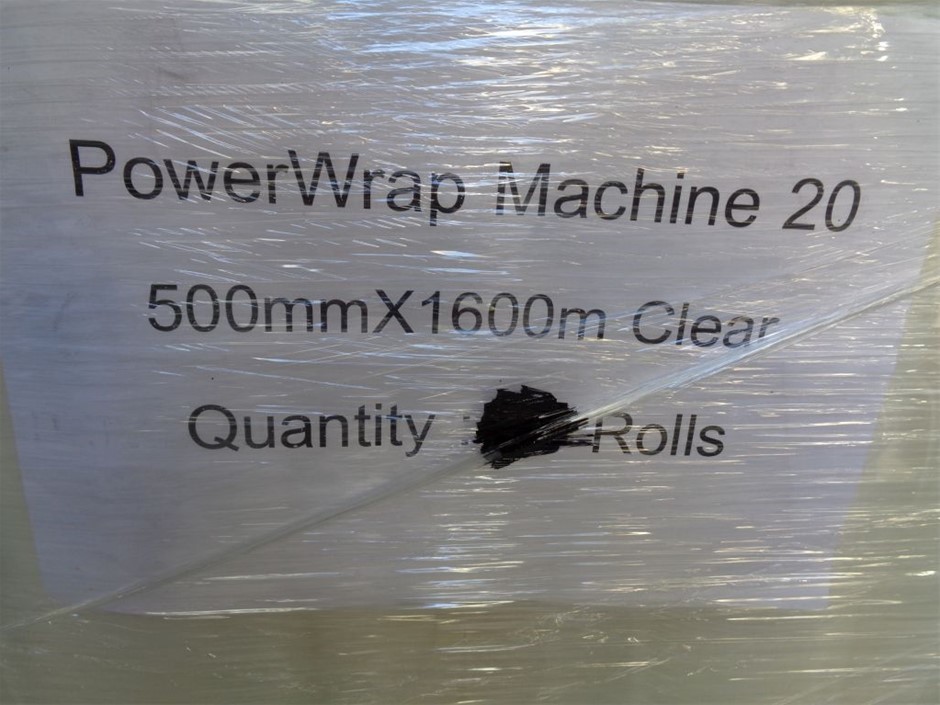 PowerWrap Machine 20
500mmX1600m Clear
Quantity : Rolls